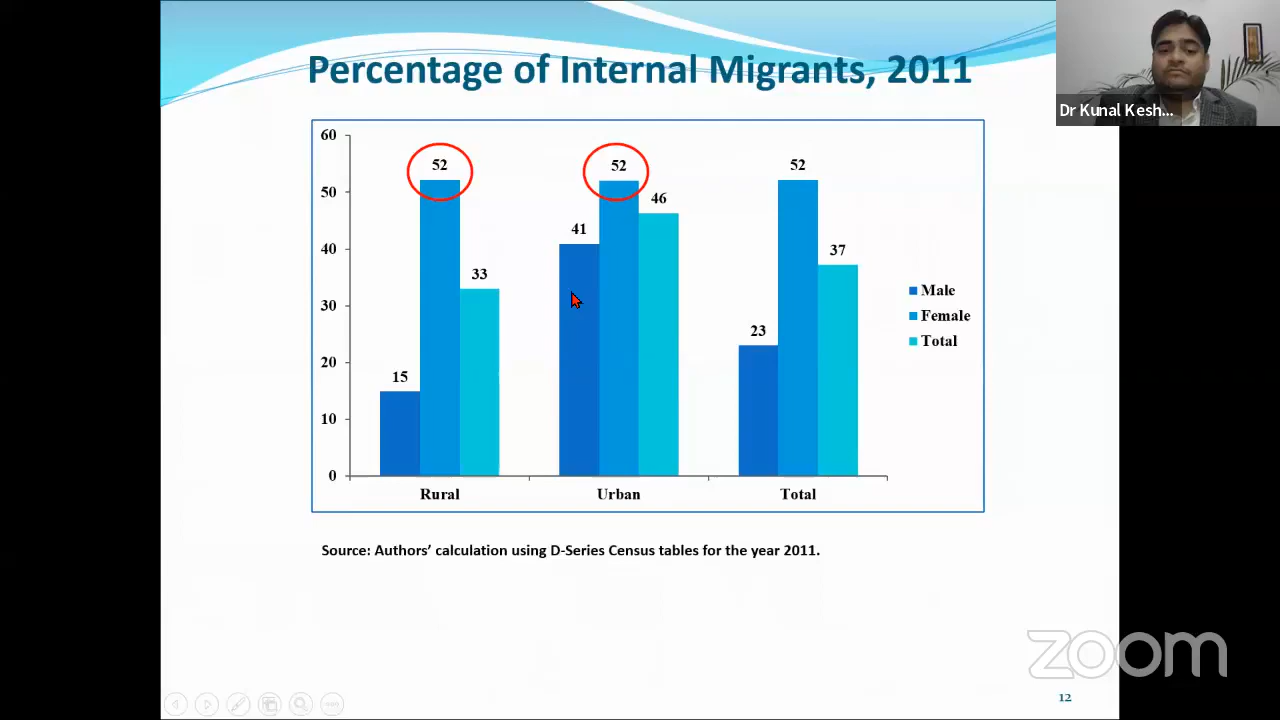 Percentage of Internal Migrants, 2011
Dr Kunal Kesh...
60
50
40
30
20
10
0
15
52
33
41
52
46
23
52
37
Rural
Urban
Total
Male
Female
Total
Source: Authors’ calculation using D-Series Census tables for the year 2011.
zoom
12